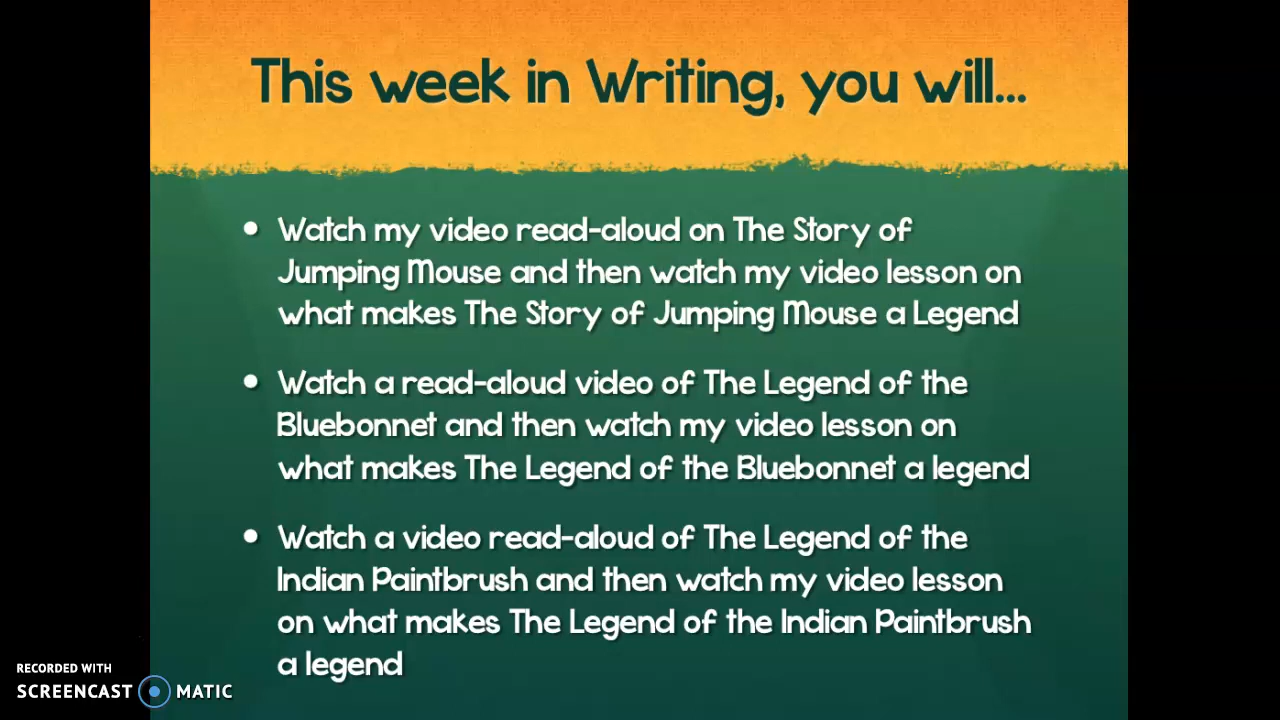 This week in Writing, you will...
• Watch my video read-aloud on The Story of
Jumping Mouse and then watch my video lesson on
what makes The Story of Jumping Mouse a Legend
• Watch a read-aloud video of The Legend of the
Bluebonnet and then watch my video lesson on
what makes The Legend of the Bluebonnet a legend
• Watch a video read-aloud of The Legend of the
Indian Paintbrush and then watch my video lesson
on what makes The Legend of the Indian Paintbrush
a legend
RECORDED WITH
SCREENCAST MATIC